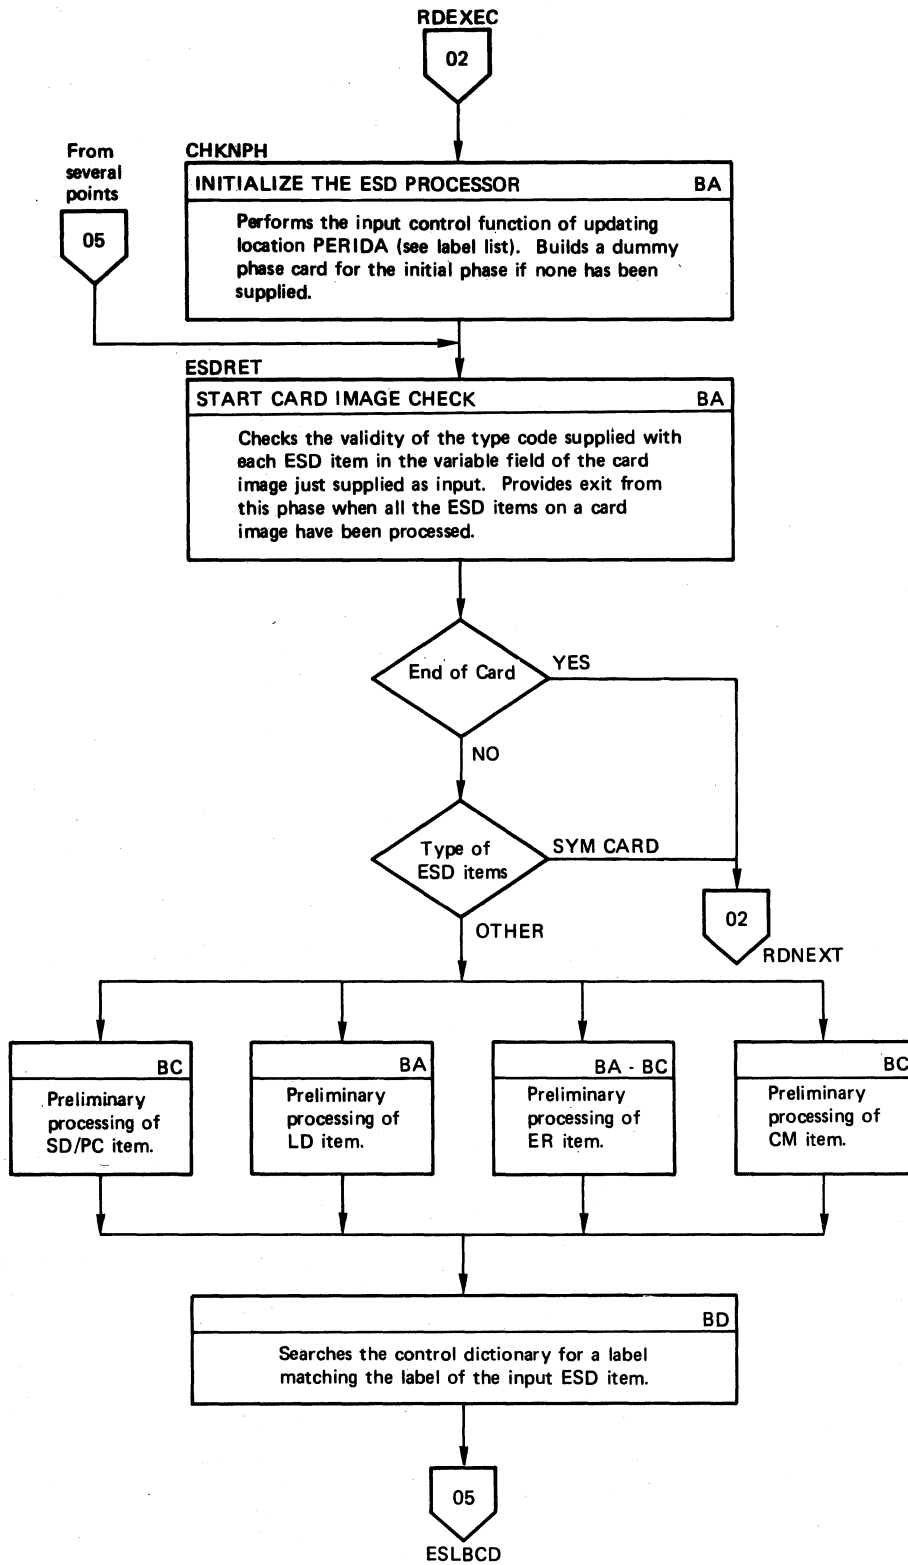 RDEXEC
02
From
several
points
05
CHKNPH
INITIALIZE THE ESD PROCESSOR BA
Performs the input control function of updating
location PERIDA (see label list). Builds a dummy
phase card for the initial phase if none has been
supplied.
ESDRET
START CARD IMAGE CHECK BA
Checks the validity of the type code supplied with
each ESD item in the variable field of the card
image just supplied as input. Provides exit from
this phase when all the ESD items on a card
image have been processed.
End of Card
YES
NO
Type of
ESD items
SYM CARD
OTHER
02
RDNEXT
BC
Preliminary
processing of
SD/PC item.
BA
Preliminary
processing of
LD item.
BA - BC
Preliminary
processing of
ER item.
BC
Preliminary
processing of
CM item.
BD
Searches the control dictionary for a label
matching the label of the input ESD item.
05
ESLBCD